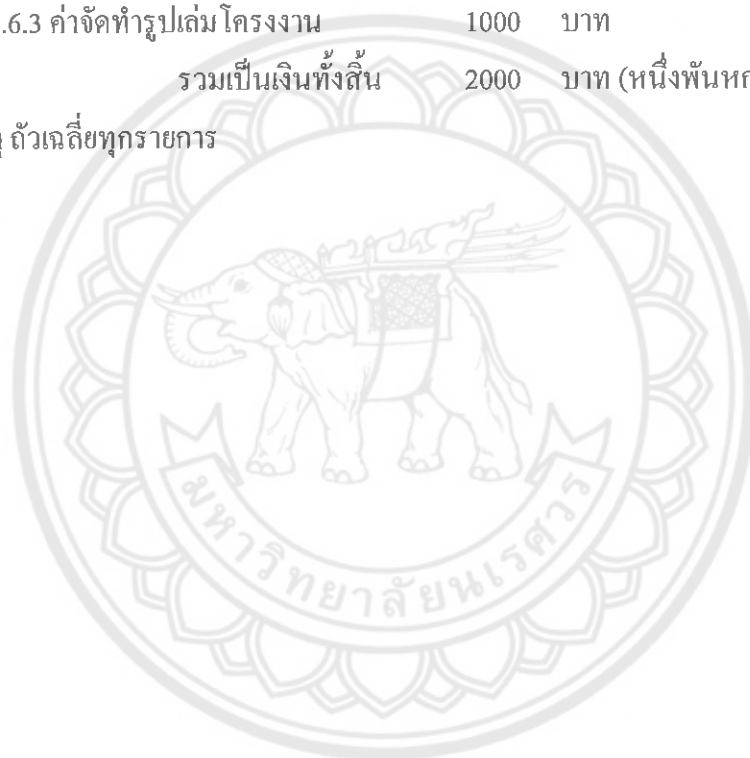 .6.3 ค่าจัดทำรูปเล่มโครงงาน 1000 บาท
รวมเป็นเงินทั้งสิ้น 2000 บาท (หนึ่งพันห
ถัวเฉลี่ยทุกรายการ
มหาวิทยาลัยนเรศวร